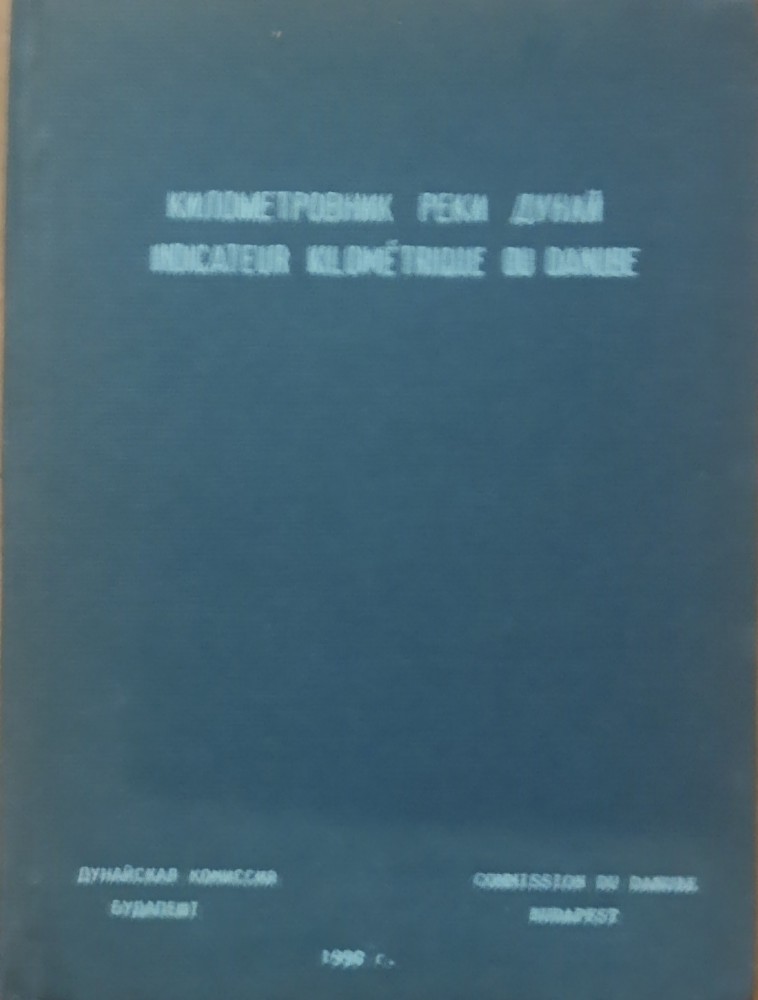 КИЛОМЕТРОВНИК РЕКИ ДУНАЙ
INDICATEUR KILOMÉTRIQUE DU DANUBE
ДУНАЙСКАЯ КОМИССИЯ
БУДАПЕШТ
COMMISSION DU DANUBE
BUDAPEST
г.